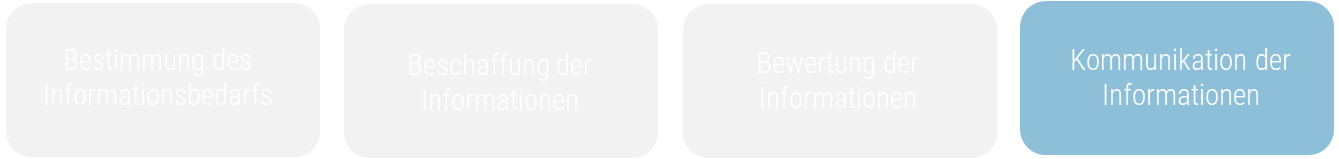 Bestimmung des
Informationsbedarfs
Beschaffung der
Informationen
Bewertung der
Informationen
Kommunikation der
Informationen